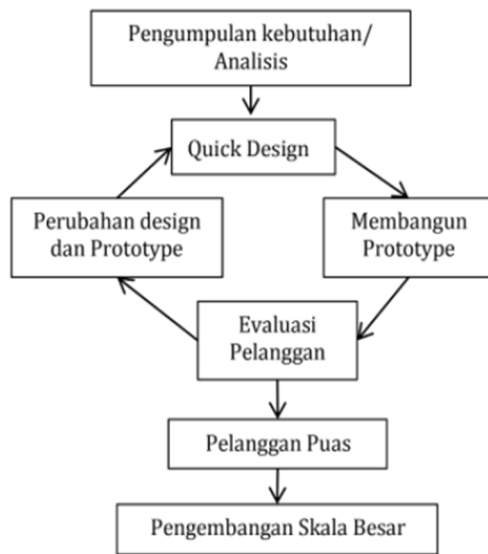 Pengumpulan kebutuhan/
Analisis
Quick Design
Perubahan design
dan Prototype
Membangun
Prototype
Evaluasi
Pelanggan
Pelanggan Puas
Pengembangan Skala Besar